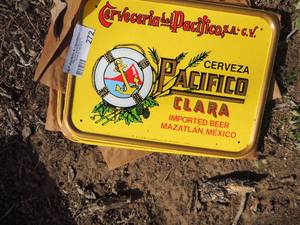 Cervecería del Pacífico, S.A. de C.V.
272
CERVEZA
PACIFICO
CLARA
IMPORTED BEER
MAZATLAN, MEXICO